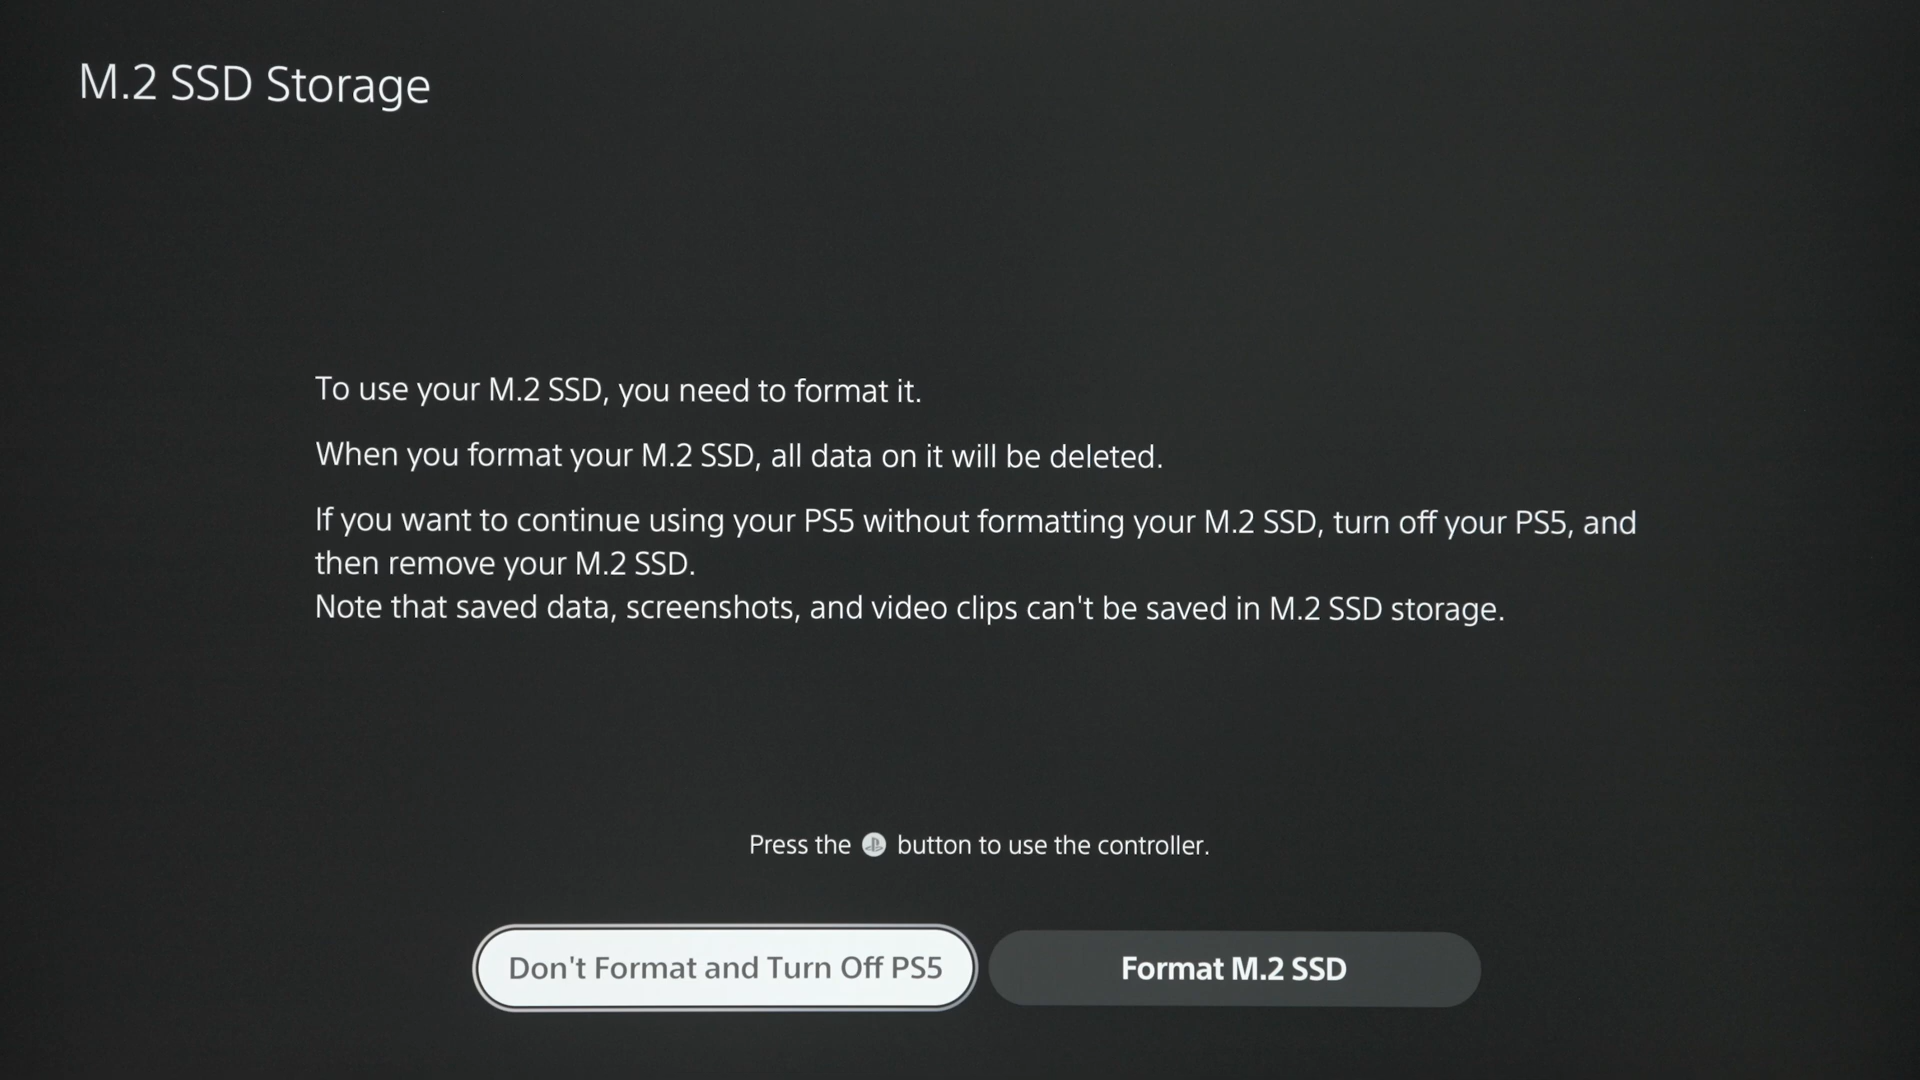 M.2 SSD Storage
To use your M.2 SSD, you need to format it.
When you format your M.2 SSD, all data on it will be deleted.
If you want to continue using your PS5 without formatting your M.2 SSD, turn off your PS5, and
then remove your M.2 SSD.
Note that saved data, screenshots, and video clips can't be saved in M.2 SSD storage.
Press the button to use the controller.
Don't Format and Turn Off PS5
Format M.2 SSD